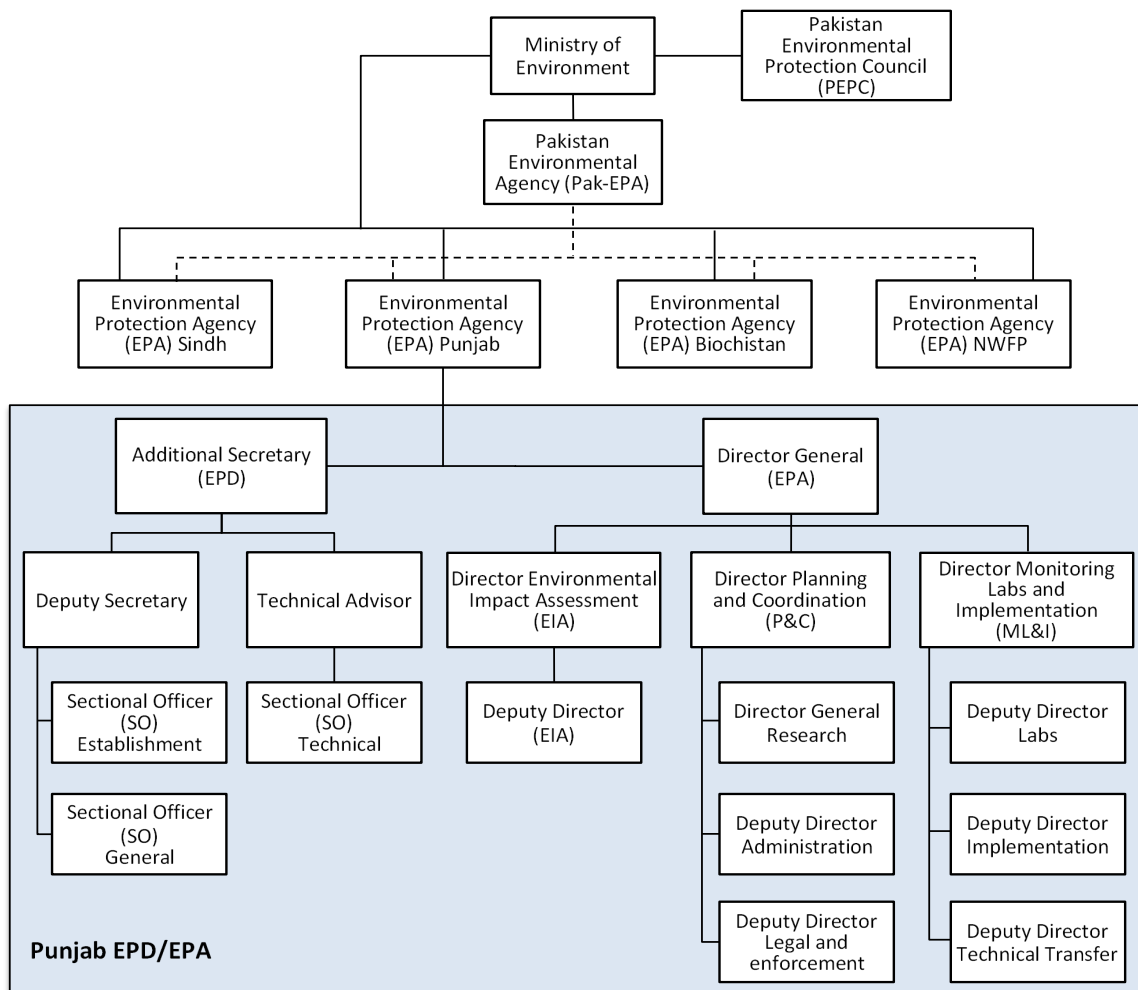 Ministry of
Environment
Pakistan
Environmental
Protection Council
(PEPC)
Pakistan
Environmental
Agency (Pak-EPA)
Environmental
Protection Agency
(EPA) Sindh
Environmental
Protection Agency
(EPA) Punjab
Environmental
Protection Agency
(EPA) Biochistan
Environmental
Protection Agency
(EPA) NWFP
Additional Secretary
(EPD)
Director General
(EPA)
Deputy Secretary
Technical Advisor
Director Environmental
Impact Assessment
(EIA)
Director Planning
and Coordination
(P&C)
Director Monitoring
Labs and
Implementation
(ML&I)
Sectional Officer
(SO)
Establishment
Sectional Officer
(SO)
Technical
Deputy Director
(EIA)
Director General
Research
Deputy Director
Labs
Sectional Officer
(SO)
General
Deputy Director
Administration
Deputy Director
Implementation
Deputy Director
Legal and
enforcement
Deputy Director
Technical Transfer
Punjab EPD/EPA